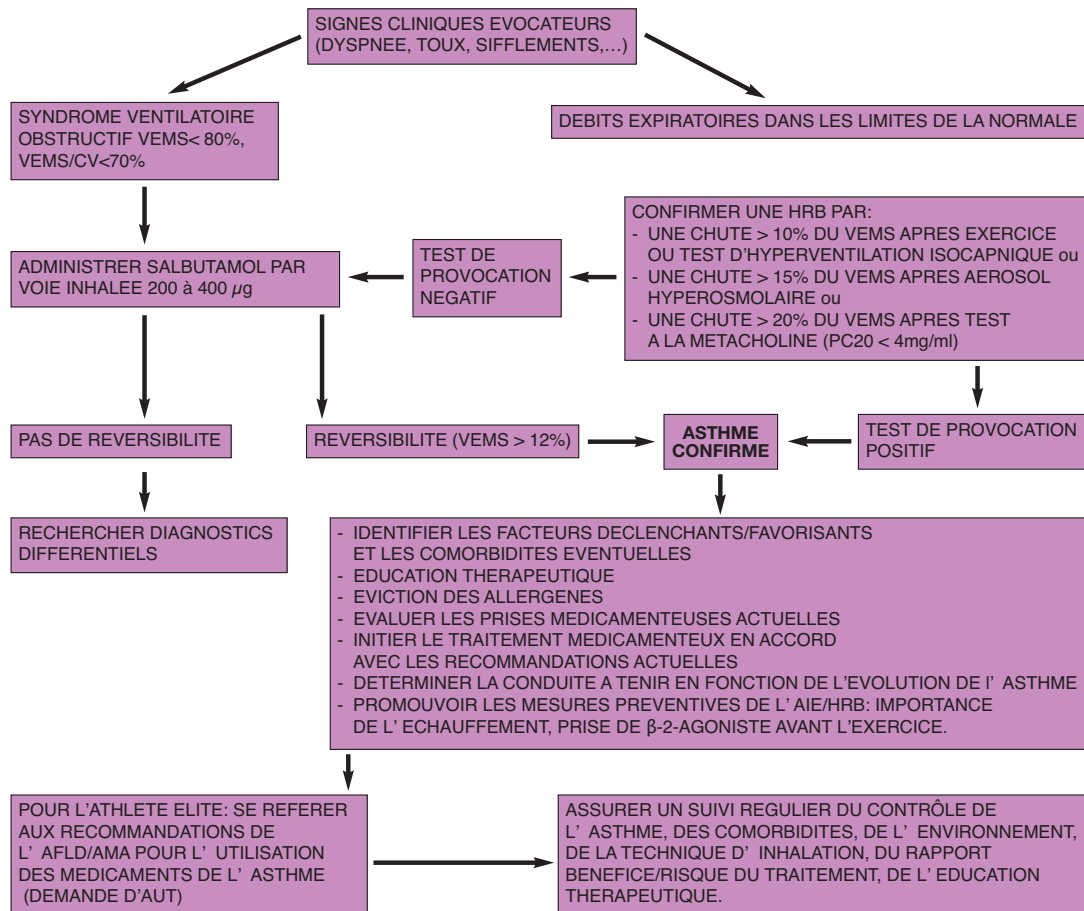 SIGNES CLINIQUES EVOCATEURS
(DYSPNEE, TOUX, SIFFLEMENTS,...)
SYNDROME VENTILATOIRE
OBSTRUCTIF VEMS< 80%,
VEMS/CV<70%
DEBITS EXPIRATOIRES DANS LES LIMITES DE LA NORMALE
CONFIRMER UNE HRB PAR:
- UNE CHUTE > 10% DU VEMS APRES EXERCICE
OU TEST D'HYPERVENTILATION ISOCAPNIQUE ou
- UNE CHUTE > 15% DU VEMS APRES AEROSOL
HYPEROSMOLAIRE ou
- UNE CHUTE > 20% DU VEMS APRES TEST
A LA METACHOLINE (PC20 < 4mg/ml)
TEST DE
PROVOCATION
NEGATIF
ADMINISTRER SALBUTAMOL PAR
VOIE INHALEE 200 à 400 µg
PAS DE REVERSIBILITE
REVERSIBILITE (VEMS > 12%)
ASTHME
CONFIRME
TEST DE PROVOCATION
POSITIF
RECHERCHER DIAGNOSTICS
DIFFERENTIELS
- IDENTIFIER LES FACTEURS DECLENCHANTS/FAVORISANTS
ET LES COMORBIDITES EVENTUELLES
- EDUCATION THERAPEUTIQUE
- EVICTION DES ALLERGENES
- EVALUER LES PRISES MEDICAMENTEUSES ACTUELLES
- INITIER LE TRAITEMENT MEDICAMENTEUX EN ACCORD
AVEC LES RECOMMANDATIONS ACTUELLES
- DETERMINER LA CONDUITE A TENIR EN FONCTION DE L'EVOLUTION DE l' ASTHME
- PROMOUVOIR LES MESURES PREVENTIVES DE L' AIE/HRB: IMPORTANCE
DE L' ECHAUFFEMENT, PRISE DE β-2-AGONISTE AVANT L'EXERCICE.
POUR L'ATHLETE ELITE: SE REFERER
AUX RECOMMANDATIONS DE
L' AFLD/AMA POUR L' UTILISATION
DES MEDICAMENTS DE L' ASTHME
(DEMANDE D'AUT)
ASSURER UN SUIVI REGULIER DU CONTRÔLE DE
L' ASTHME, DES COMORBIDITES, DE L' ENVIRONNEMENT,
DE LA TECHNIQUE D' INHALATION, DU RAPPORT
BENEFICE/RISQUE DU TRAITEMENT, DE L' EDUCATION
THERAPEUTIQUE.